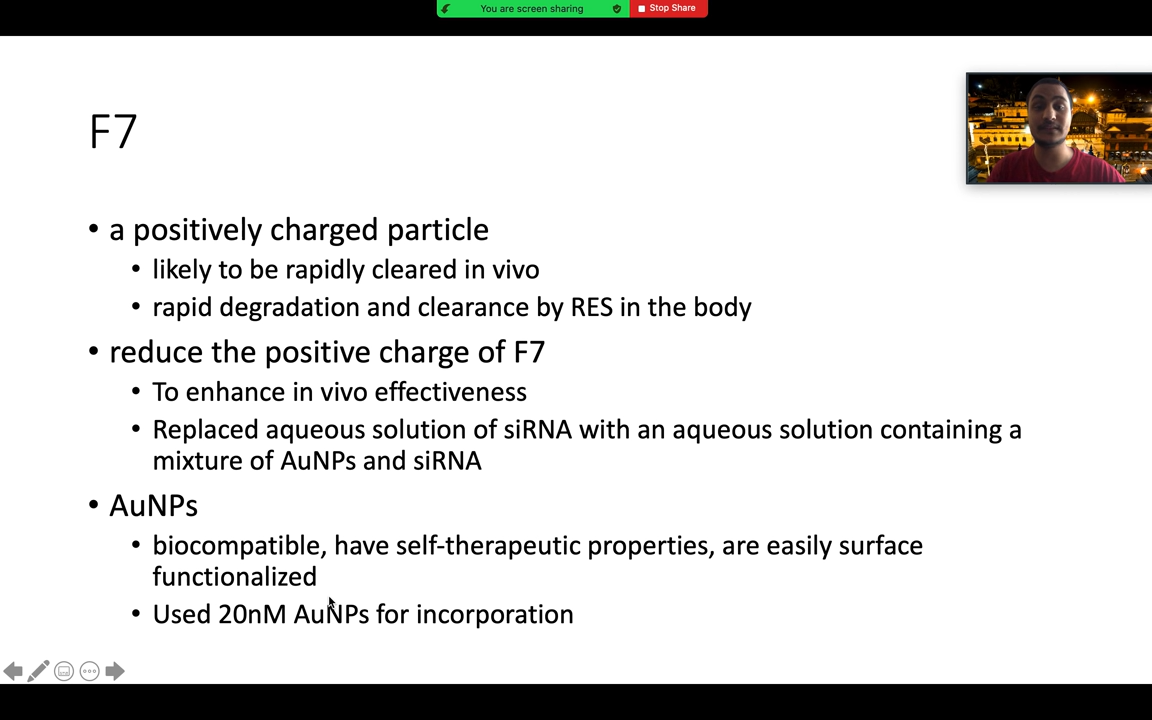 You are screen sharing
Stop Share
F7
• a positively charged particle
• likely to be rapidly cleared in vivo
• rapid degradation and clearance by RES in the body
• reduce the positive charge of F7
• To enhance in vivo effectiveness
• Replaced aqueous solution of siRNA with an aqueous solution containing a
mixture of AuNPs and siRNA
• AuNPs
• biocompatible, have self-therapeutic properties, are easily surface
functionalized
• Used 20nM AuNPs for incorporation